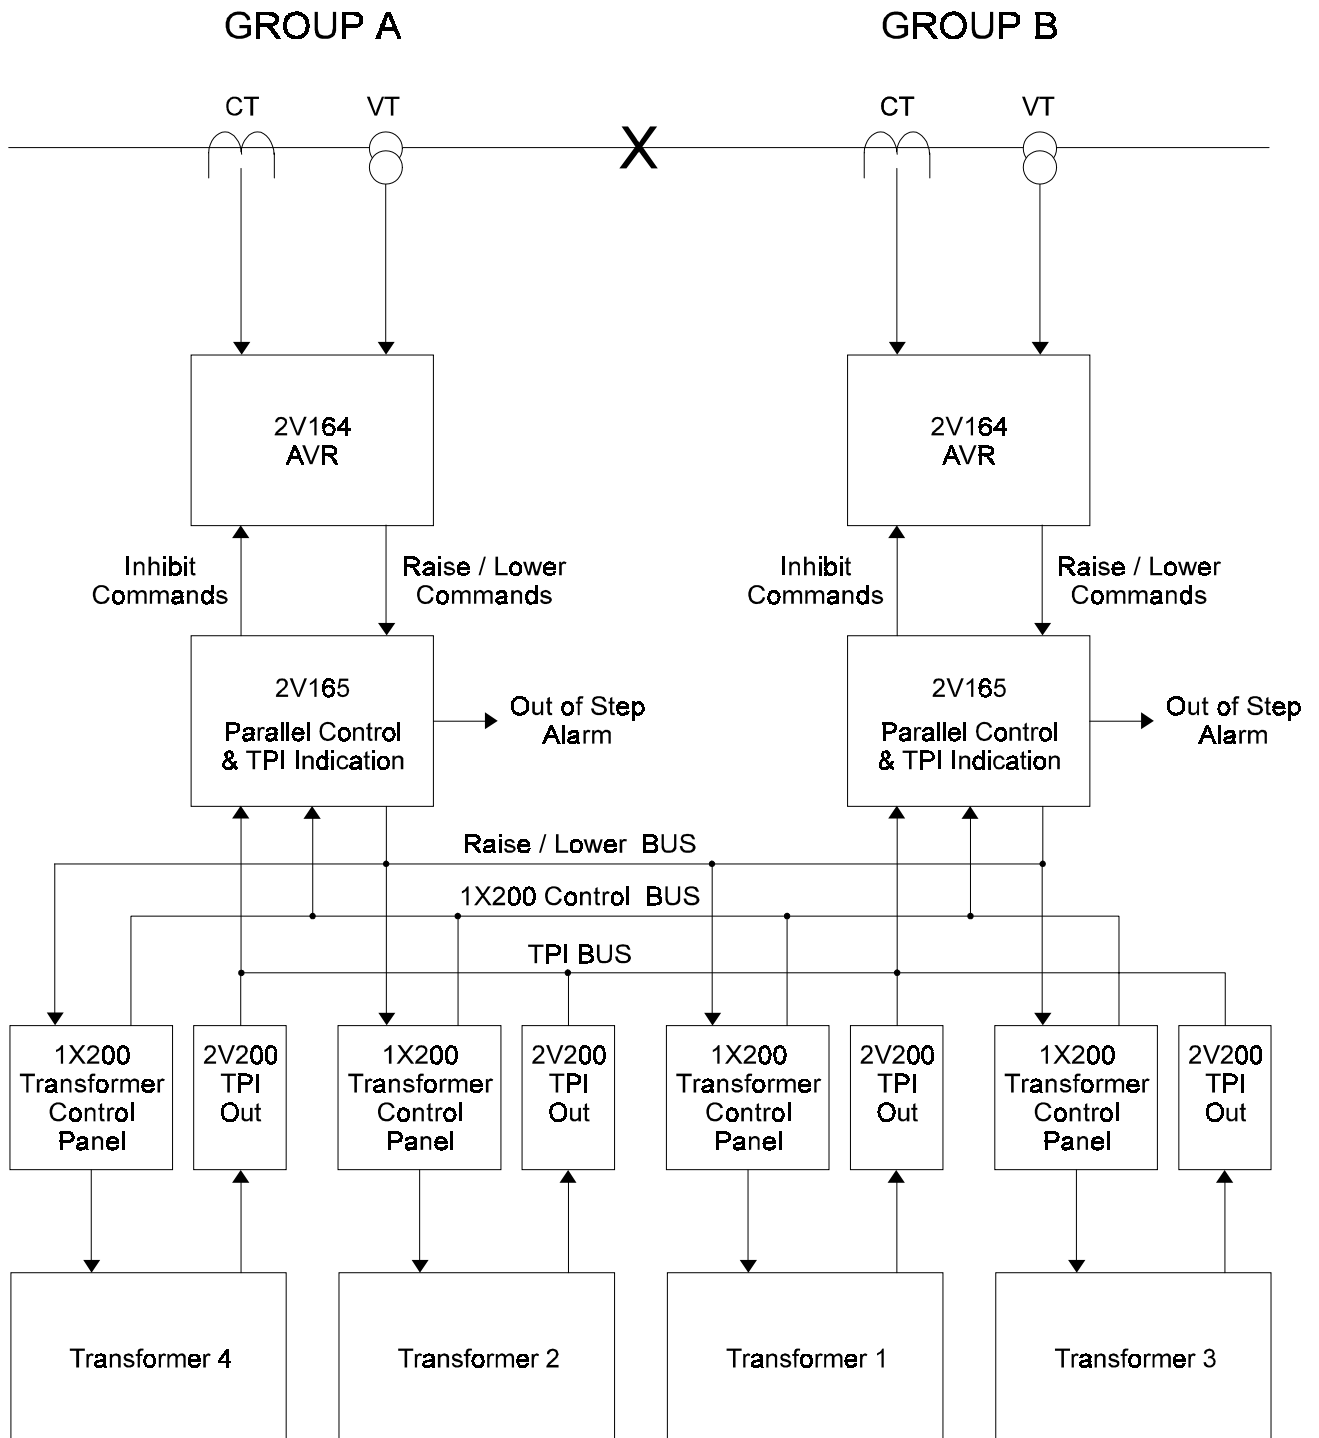 GROUP A
GROUP B
CT
VT
CT
VT
X
2V164
AVR
2V164
AVR
Inhibit
Commands
Raise / Lower
Commands
Inhibit
Commands
Raise / Lower
Commands
2V165
Parallel Control
& TPI Indication
Out of Step
Alarm
2V165
Parallel Control
& TPI Indication
Out of Step
Alarm
Raise / Lower BUS
1X200 Control BUS
TPI BUS
1X200
Transformer
Control
Panel
2V200
TPI
Out
1X200
Transformer
Control
Panel
2V200
TPI
Out
1X200
Transformer
Control
Panel
2V200
TPI
Out
1X200
Transformer
Control
Panel
2V200
TPI
Out
Transformer 4
Transformer 2
Transformer 1
Transformer 3